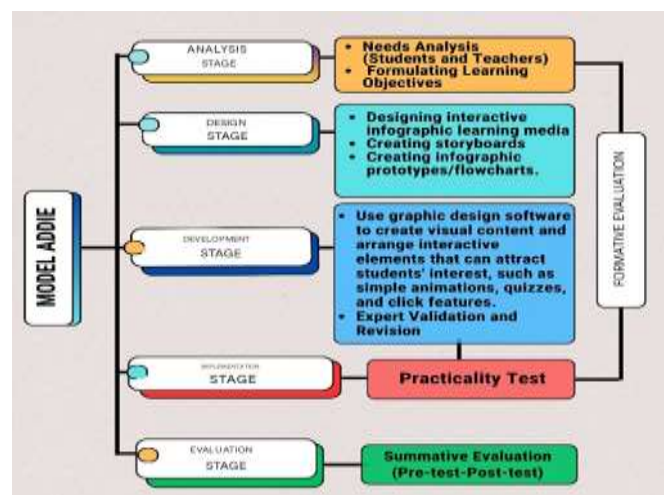 MODEL ADDIE
ANALYSIS
STAGE
• Needs Analysis
(Students and Teachers)
• Formulating Learning
Objectives
DESIGN
STAGE
• Designing interactive
infographic learning media
• Creating storyboards
• Creating infographic
prototypes/flowcharts.
DEVELOPMENT
STAGE
• Use graphic design software
to create visual content and
arrange interactive
elements that can attract
students' interest, such as
simple animations, quizzes,
and click features.
• Expert Validation and
Revision
IMPLEMENTATION
STAGE
Practicality Test
EVALUATION
STAGE
Summative Evaluation
(Pre-test-Post-test)
FORMATIVE EVALUATION